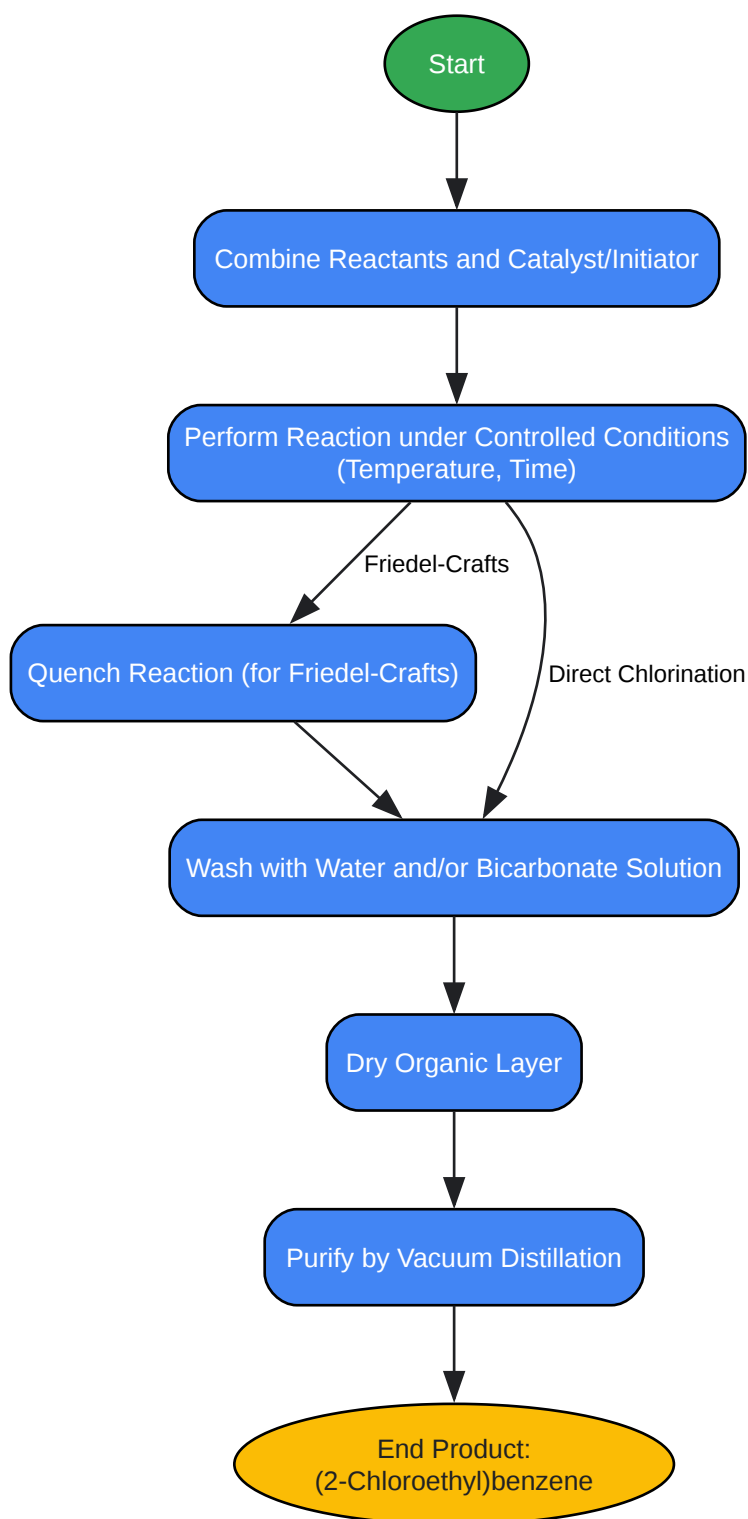 Start
Combine Reactants and Catalyst/Initiator
Perform Reaction under Controlled Conditions
(Temperature, Time)
Friedel-Crafts
Quench Reaction (for Friedel-Crafts)
Direct Chlorination
Wash with Water and/or Bicarbonate Solution
Dry Organic Layer
Purify by Vacuum Distillation
End Product:
(2-Chloroethyl)benzene